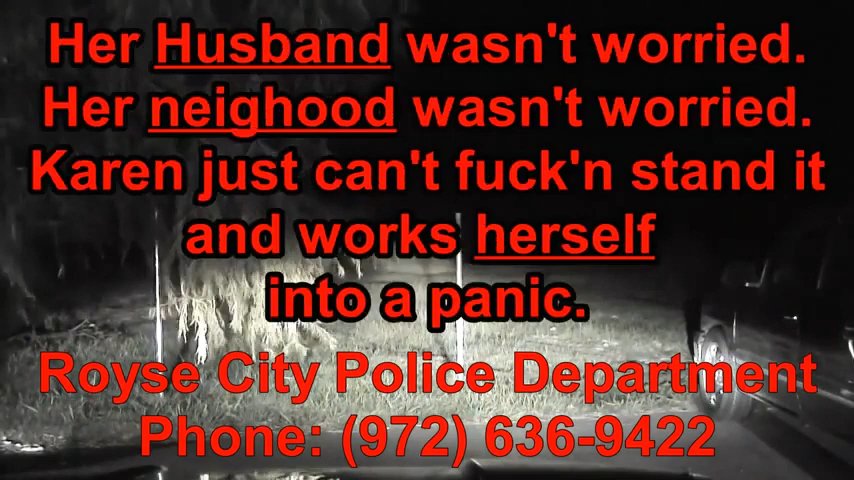 Her Husband wasn't worried.
Her neighood wasn't worried.
Karen just can't fuck'n stand it
and works herself
into a panic.
Royse City Police Department
Phone: (972) 636-9422